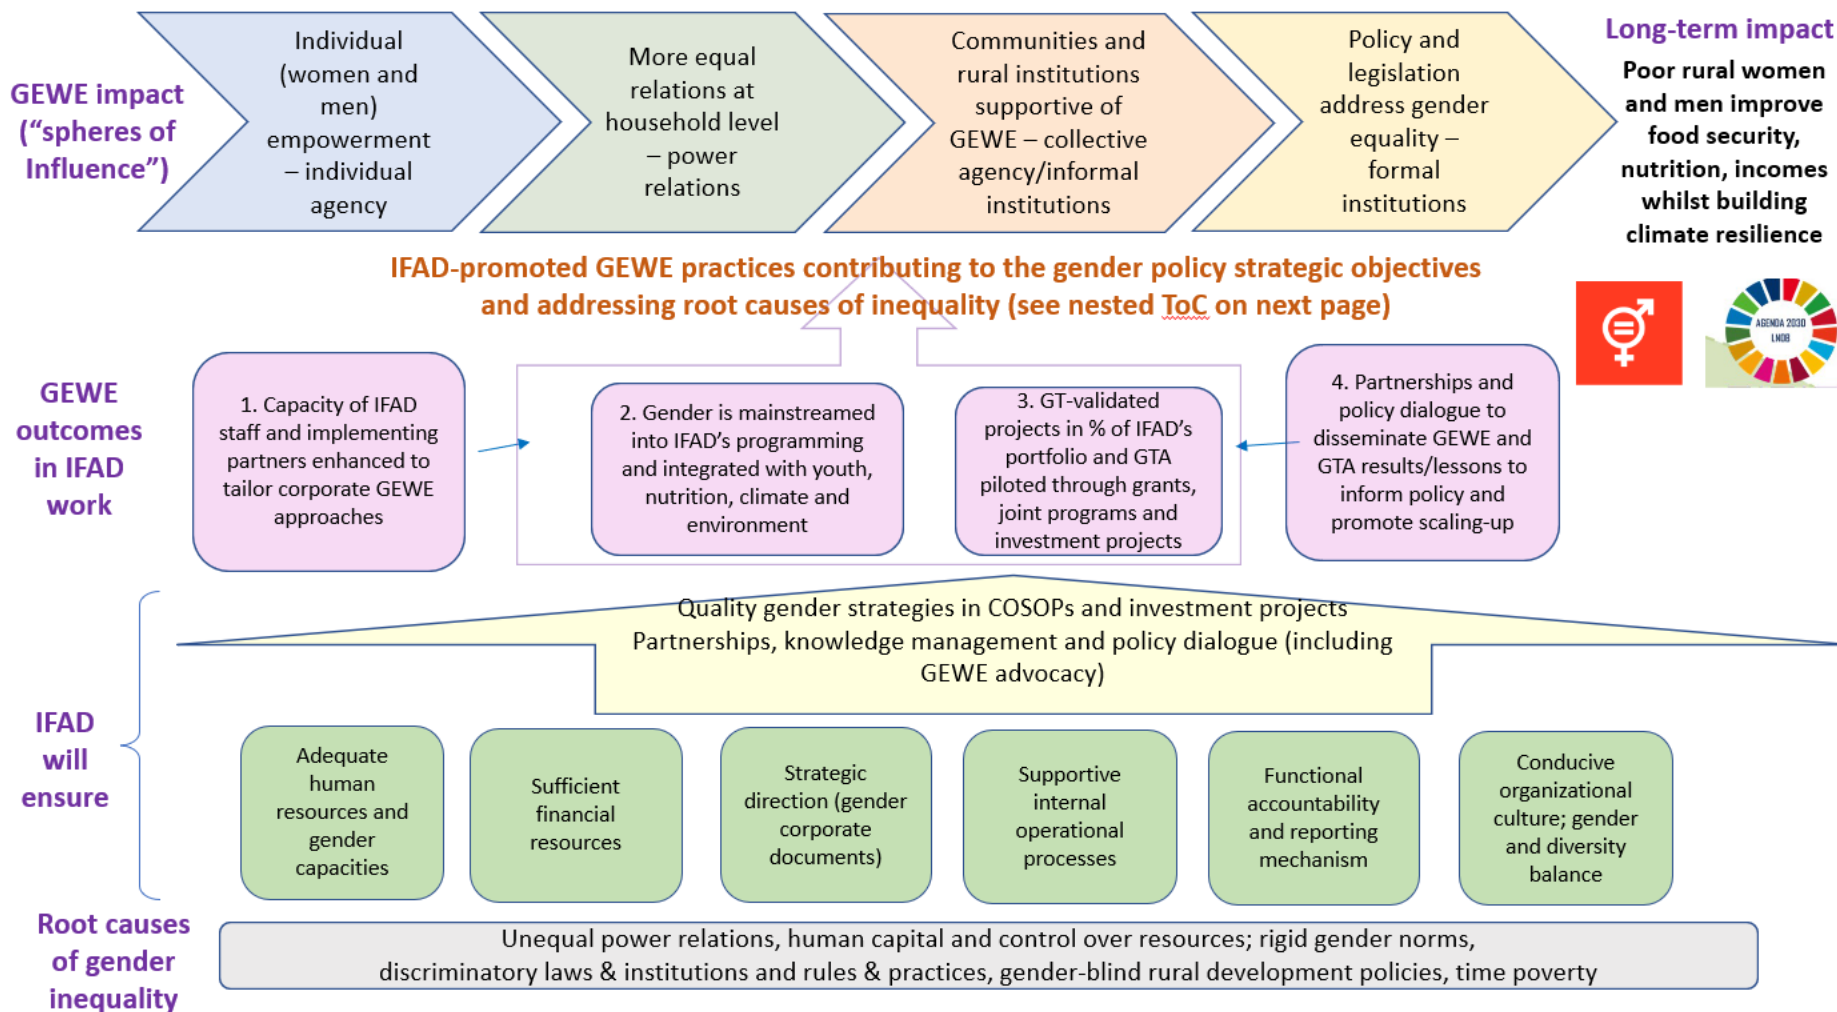 GEWE impact
(“spheres of
Influence”)
Individual
(women and
men)
empowerment
– individual
agency
More equal
relations at
household level
– power
relations
Communities and
rural institutions
supportive of
GEWE – collective
agency/informal
institutions
Policy and
legislation
address gender
equality –
formal
institutions
Long-term impact
Poor rural women
and men improve
food security,
nutrition, incomes
whilst building
climate resilience
IFAD-promoted GEWE practices contributing to the gender policy strategic objectives
and addressing root causes of inequality (see nested ToC on next page)
AGENDA 2030
LNOB
GEWE
outcomes
in IFAD
work
1. Capacity of IFAD
staff and implementing
partners enhanced to
tailor corporate GEWE
approaches
2. Gender is mainstreamed
into IFAD’s programming
and integrated with youth,
nutrition, climate and
environment
3. GT-validated
projects in % of IFAD’s
portfolio and GTA
piloted through grants,
joint programs and
investment projects
4. Partnerships and
policy dialogue to
disseminate GEWE and
GTA results/lessons to
inform policy and
promote scaling-up
Quality gender strategies in COSOPs and investment projects
Partnerships, knowledge management and policy dialogue (including
GEWE advocacy)
IFAD
will
ensure
Adequate
human
resources and
gender
capacities
Sufficient
financial
resources
Strategic
direction (gender
corporate
documents)
Supportive
internal
operational
processes
Functional
accountability
and reporting
mechanism
Conducive
organizational
culture; gender
and diversity
balance
Root causes
of gender
inequality
Unequal power relations, human capital and control over resources; rigid gender norms,
discriminatory laws & institutions and rules & practices, gender-blind rural development policies, time poverty